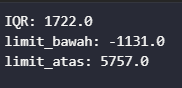 IQR: 1722.0
limit_bawah: -1131.0
limit_atas: 5757.0